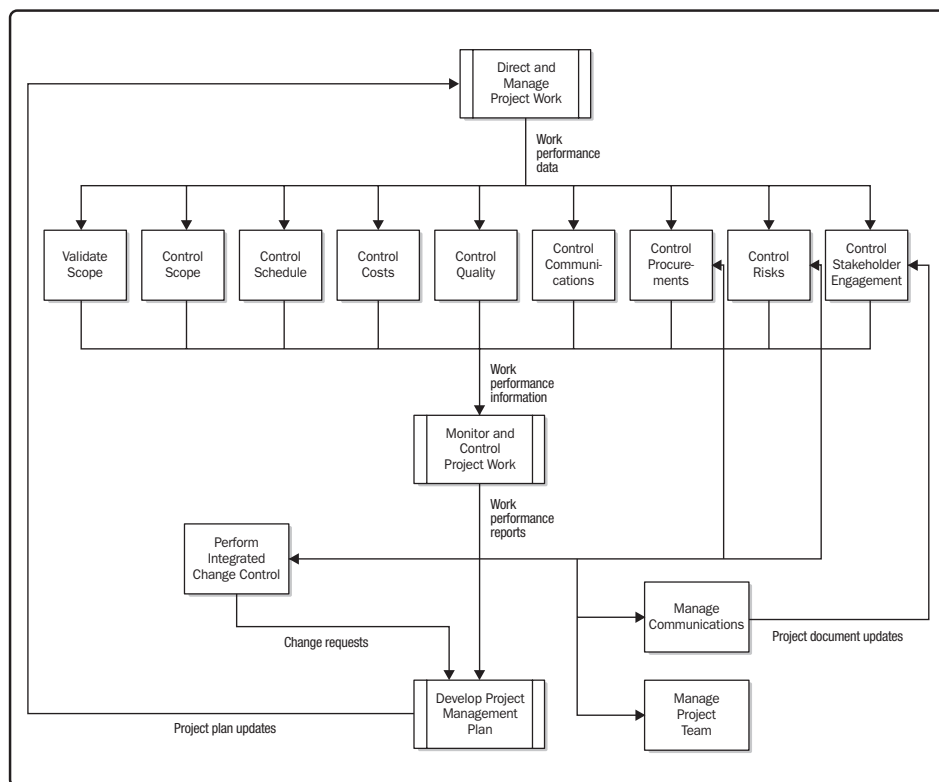 Direct and
Manage
Project Work
Work
performance
data
Validate
Scope
Control
Scope
Control
Schedule
Control
Costs
Control
Quality
Control
Communi-
cations
Control
Procure-
ments
Control
Risks
Control
Stakeholder
Engagement
Work
performance
information
Monitor and
Control
Project Work
Work
performance
reports
Perform
Integrated
Change Control
Manage
Communications
Change requests
Project document updates
Develop Project
Management
Plan
Manage
Project
Team
Project plan updates